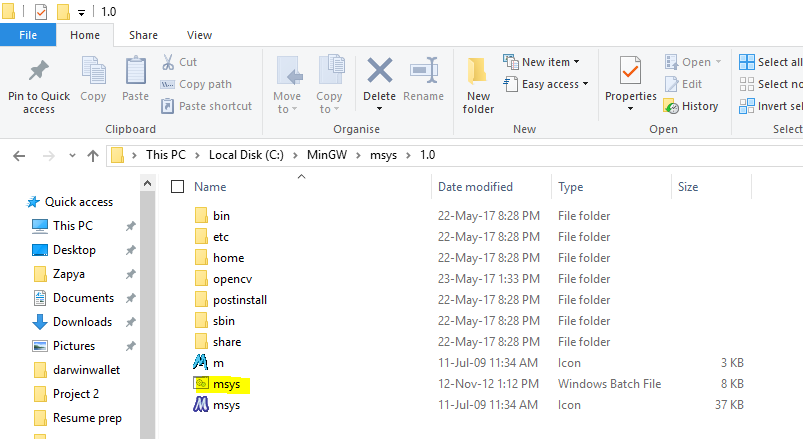 1.0
File Home Share View
Pin to Quick access
Copy
Paste
Cut
Copy path
Paste shortcut
Clipboard
Move to
Copy to
Delete
Rename
Organise
New folder
New item
Easy access
New
Properties
Open
Edit
History
Open
Select all
Select no
Invert sel
Select
This PC Local Disk (C:) MinGW msys 1.0
Name Date modified Type Size
Quick access
This PC
Desktop
Zapya
Documents
Downloads
Pictures
darwinwallet
Project 2
Resume prep
bin 22-May-17 8:28 PM File folder
etc 22-May-17 8:28 PM File folder
home 22-May-17 8:28 PM File folder
opencv 23-May-17 1:33 PM File folder
postinstall 22-May-17 8:28 PM File folder
sbin 22-May-17 8:28 PM File folder
share 22-May-17 8:28 PM File folder
m 11-Jul-09 11:34 AM Icon 3 KB
msys 12-Nov-12 1:12 PM Windows Batch File 8 KB
msys 11-Jul-09 11:34 AM Icon 37 KB